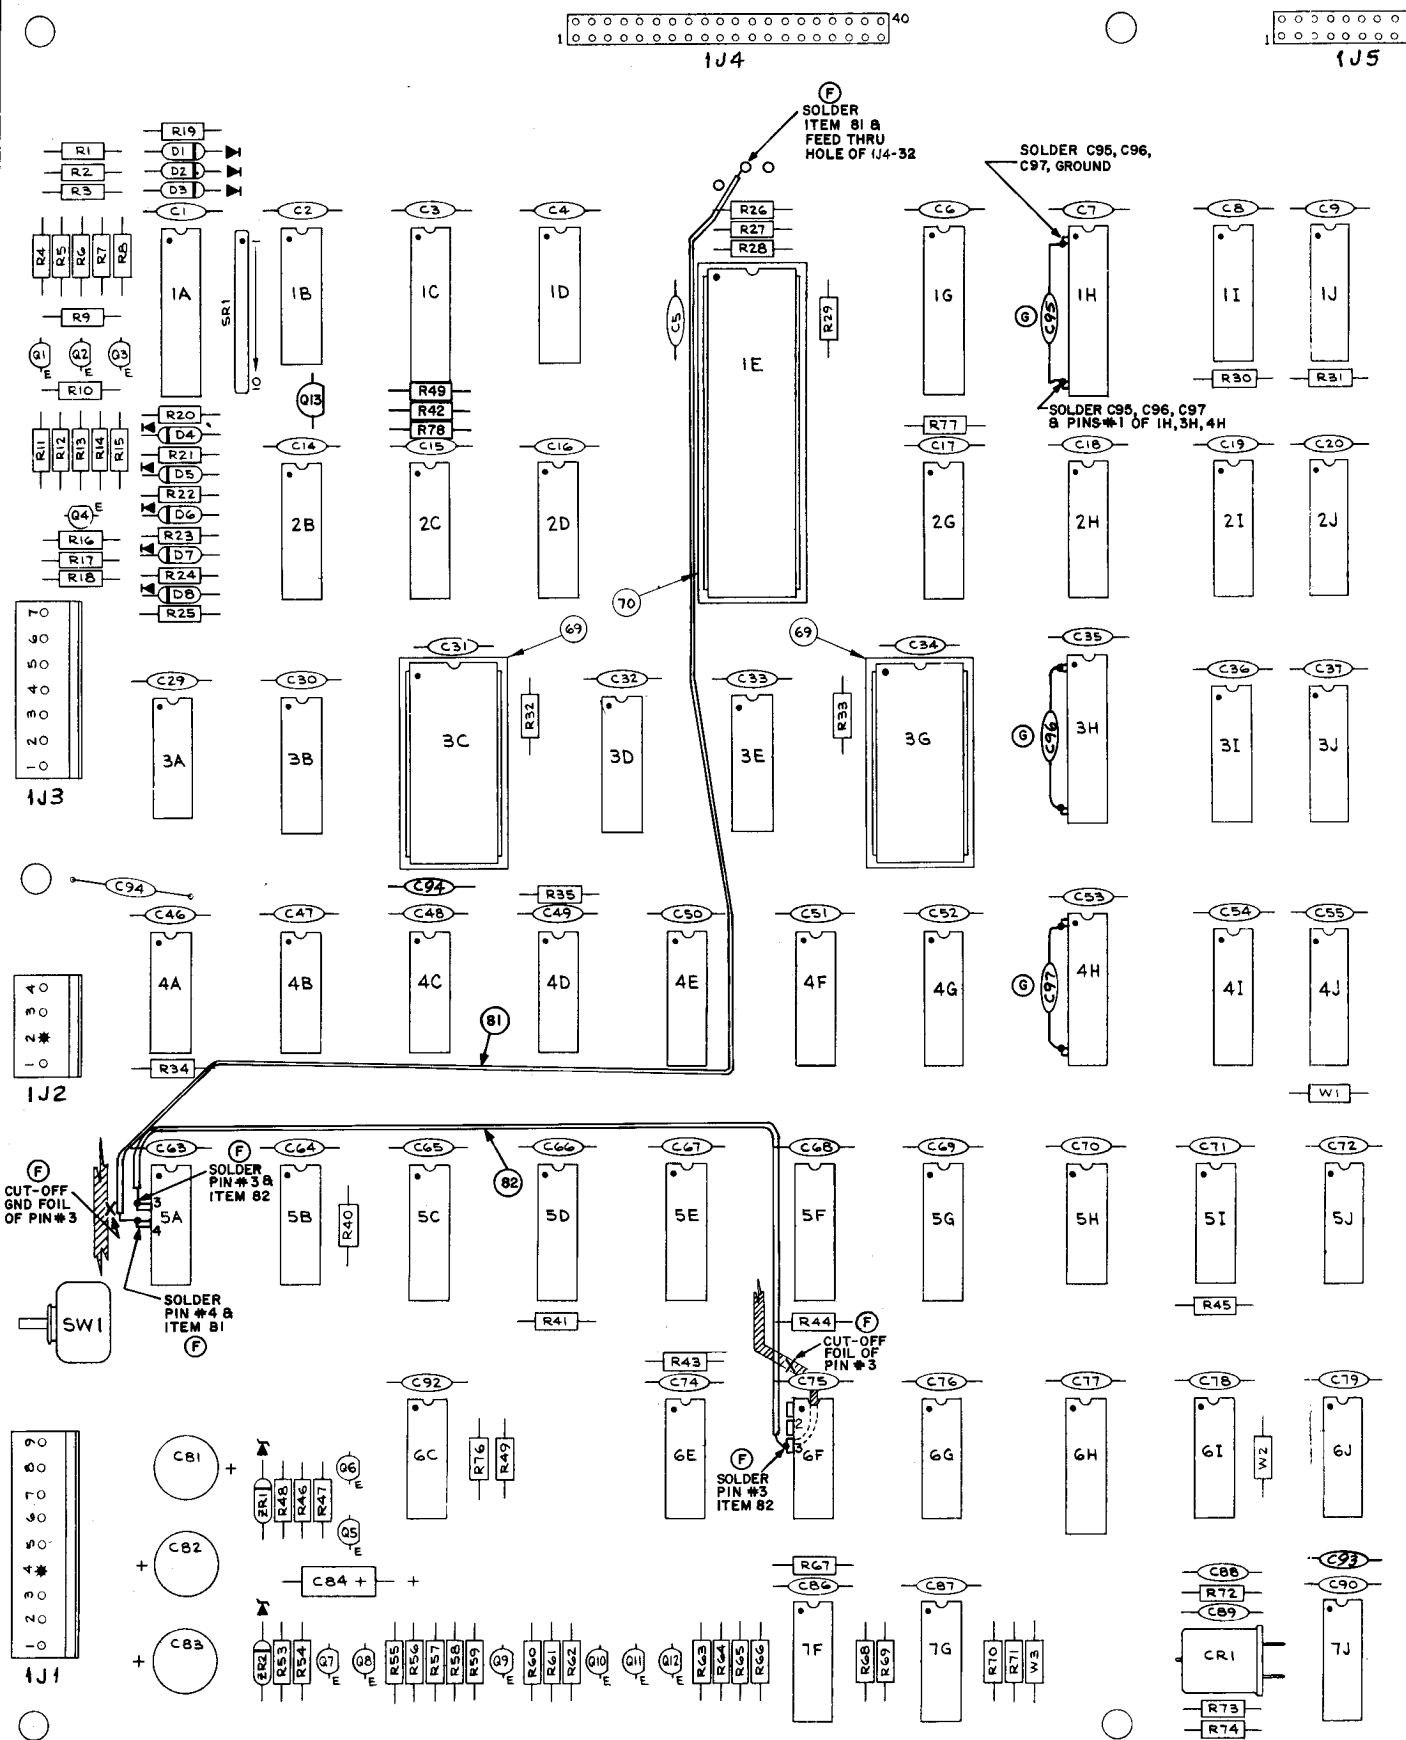 1 40
1J4
1
1J5
F
SOLDER
ITEM 81 &
FEED THRU
HOLE OF 1J4-32
SOLDER C95, C96,
C97, GROUND
R19
R1 D1
R2 D2
R3 D3
C1 C2 C3 C4 R26 C6 C7 C8 C9
R27
R28
R4 R5 R6 R7 R8
1A SR1 1 10 1B 1C 1D C5 1E R29 1G G C95 1H 1I 1J
R9
Q1 E Q2 E Q3 E
R10
R30 R31
Q13
R49
R42
R78
SOLDER C95, C96, C97
& PINS #1 OF 1H, 3H, 4H
R11 R12 R13 R14 R15
R20
D4
R21
D5
R22
D6
R23
D7
R24
D8
R25
R77
C14 C15 C16 C17 C18 C19 C20
2B 2C 2D 2G 2H 2I 2J
Q4 E
R16
R17
R18
70
69 69
7
6
5
4
3
2
1
1J3
C31 C34 C35
C29 C30 C32 C33 C36 C37
R32 R33
3A 3B 3C 3D 3E 3G G C96 3H 3I 3J
C94 C94 R35
C46 C47 C48 C49 C50 C51 C52 C53 C54 C55
4A 4B 4C 4D 4E 4F 4G G C97 4H 4I 4J
4
3
2
1
1J2
81
R34
W1
82
C63 C64 C65 C66 C67 C68 C69 C70 C71 C72
F
CUT-OFF
GND FOIL
OF PIN #3
F
SOLDER
PIN #3 &
ITEM 82
3
4
5A 5B R40 5C 5D 5E 5F 5G 5H 5I 5J
SW1
SOLDER
PIN #4 &
ITEM 81
F
R41 R44 R45
F
CUT-OFF
FOIL OF
PIN #3
R43
C92 C74 C75 C76 C77 C78 C79
6C R76 R49 6E 2 3 6F 6G 6H 6I W2 6J
F
SOLDER
PIN #3
ITEM 82
9
8
7
6
5
4
3
2
1
1J1
C81 +
+ C82
+ C83
ZR1 R48 R46 R47
Q6 E
Q5 E
C84 + +
R67
C86 C87
C88 C93
R72 C90
C89
ZR2 R53 R54 Q7 E Q8 E R55 R56 R57 R58 R59 Q9 E R60 R61 R62 Q10 E Q11 E Q12 E R63 R64 R65 R66 7F R68 R69 7G R70 R71 W3 CR1 7J
R73
R74